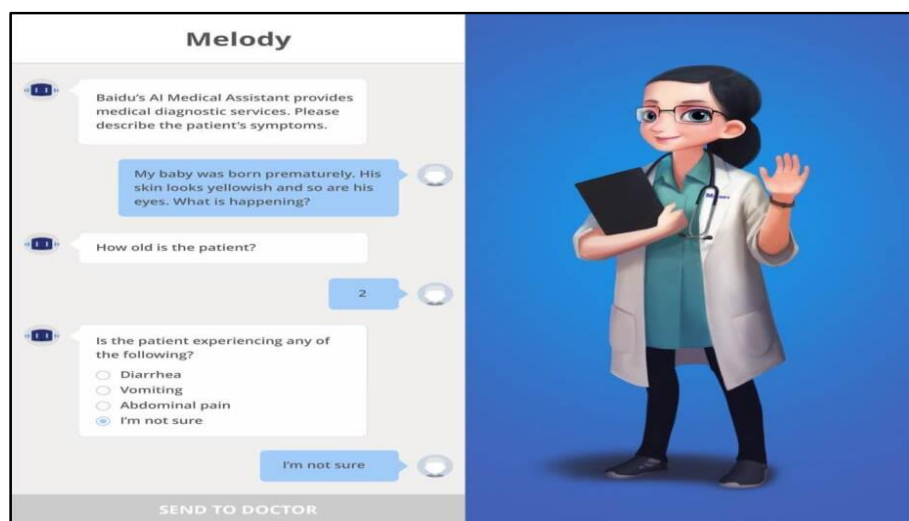 Melody
Baidu's AI Medical Assistant provides
medical diagnostic services. Please
describe the patient's symptoms.
My baby was born prematurely. His
skin looks yellowish and so are his
eyes. What is happening?
How old is the patient?
2
Is the patient experiencing any of
the following?
Diarrhea
Vomiting
Abdominal pain
I'm not sure
I'm not sure
SEND TO DOCTOR